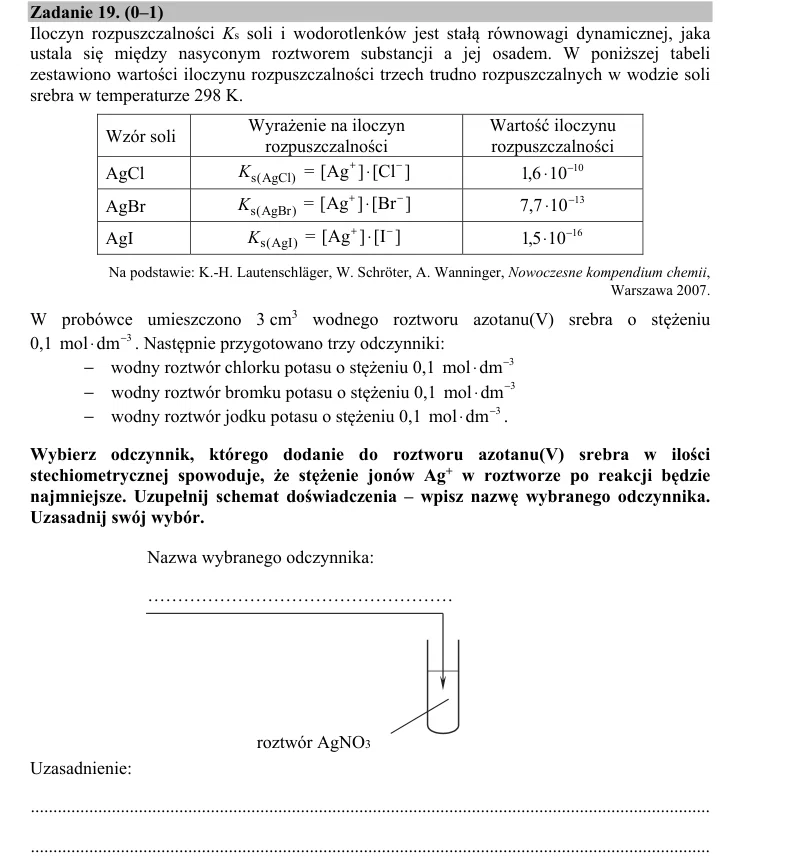 Zadanie 19. (0–1)
Iloczyn rozpuszczalności Kₛ soli i wodorotlenków jest stałą równowagi dynamicznej, jaka
ustala się między nasyconym roztworem substancji a jej osadem. W poniższej tabeli
zestawiono wartości iloczynu rozpuszczalności trzech trudno rozpuszczalnych w wodzie soli
srebra w temperaturze 298 K.
Wzór soli | Wyrażenie na iloczyn rozpuszczalności | Wartość iloczynu rozpuszczalności
AgCl | Kₛ(AgCl) = [Ag⁺]·[Cl⁻] | 1,6·10⁻¹⁰
AgBr | Kₛ(AgBr) = [Ag⁺]·[Br⁻] | 7,7·10⁻¹³
AgI | Kₛ(AgI) = [Ag⁺]·[I⁻] | 1,5·10⁻¹⁶
Na podstawie: K.-H. Lautenschläger, W. Schröter, A. Wanninger, Nowoczesne kompendium chemii,
Warszawa 2007.
W probówce umieszczono 3 cm³ wodnego roztworu azotanu(V) srebra o stężeniu
0,1 mol·dm⁻³. Następnie przygotowano trzy odczynniki:
– wodny roztwór chlorku potasu o stężeniu 0,1 mol·dm⁻³
– wodny roztwór bromku potasu o stężeniu 0,1 mol·dm⁻³
– wodny roztwór jodku potasu o stężeniu 0,1 mol·dm⁻³.
Wybierz odczynnik, którego dodanie do roztworu azotanu(V) srebra w ilości
stechiometrycznej spowoduje, że stężenie jonów Ag⁺ w roztworze po reakcji będzie
najmniejsze. Uzupełnij schemat doświadczenia – wpisz nazwę wybranego odczynnika.
Uzasadnij swój wybór.
Nazwa wybranego odczynnika:
roztwór AgNO₃
Uzasadnienie: